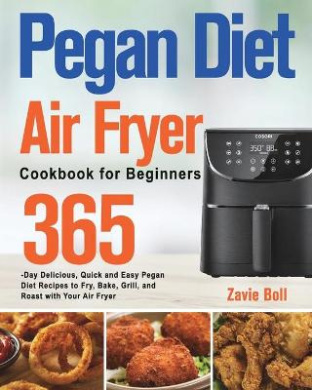 Pegan Diet
Air Fryer
Cookbook for Beginners
365
-Day Delicious, Quick and Easy Pegan
Diet Recipes to Fry, Bake, Grill, and
Roast with Your Air Fryer
COSORI
Zavie Boll